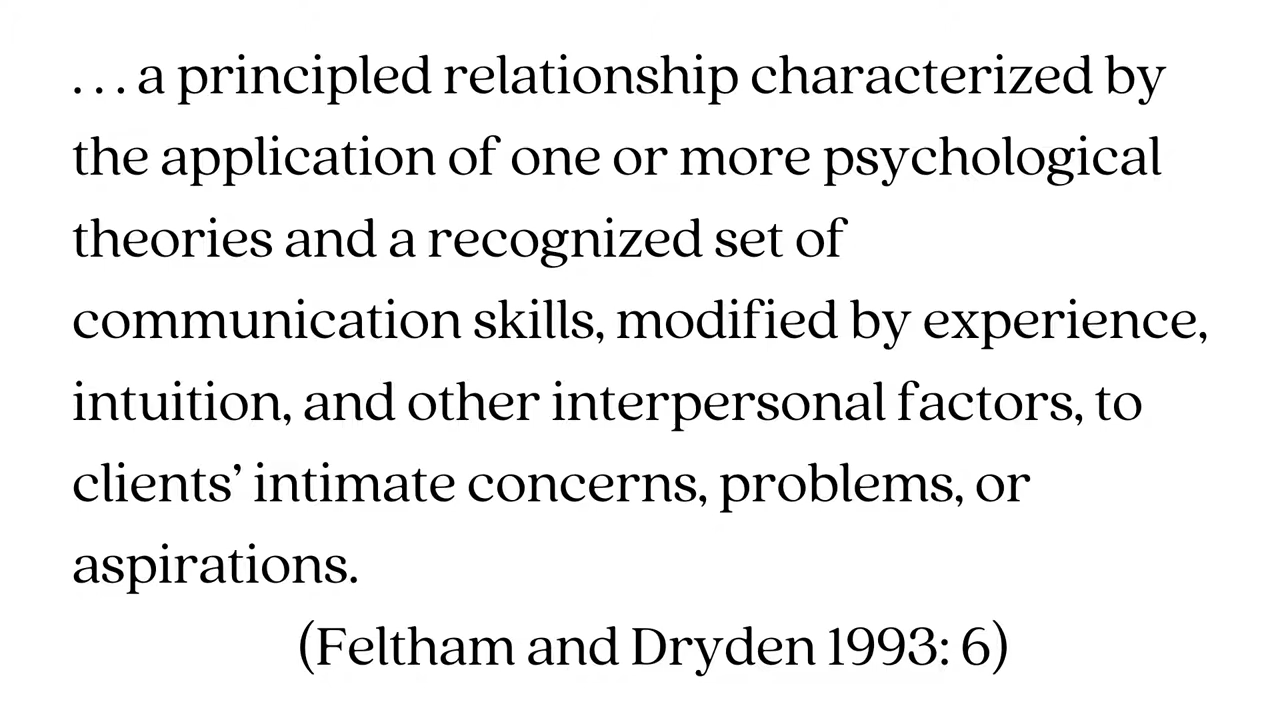 . . . a principled relationship characterized by
the application of one or more psychological
theories and a recognized set of
communication skills, modified by experience,
intuition, and other interpersonal factors, to
clients’ intimate concerns, problems, or
aspirations.
(Feltham and Dryden 1993: 6)